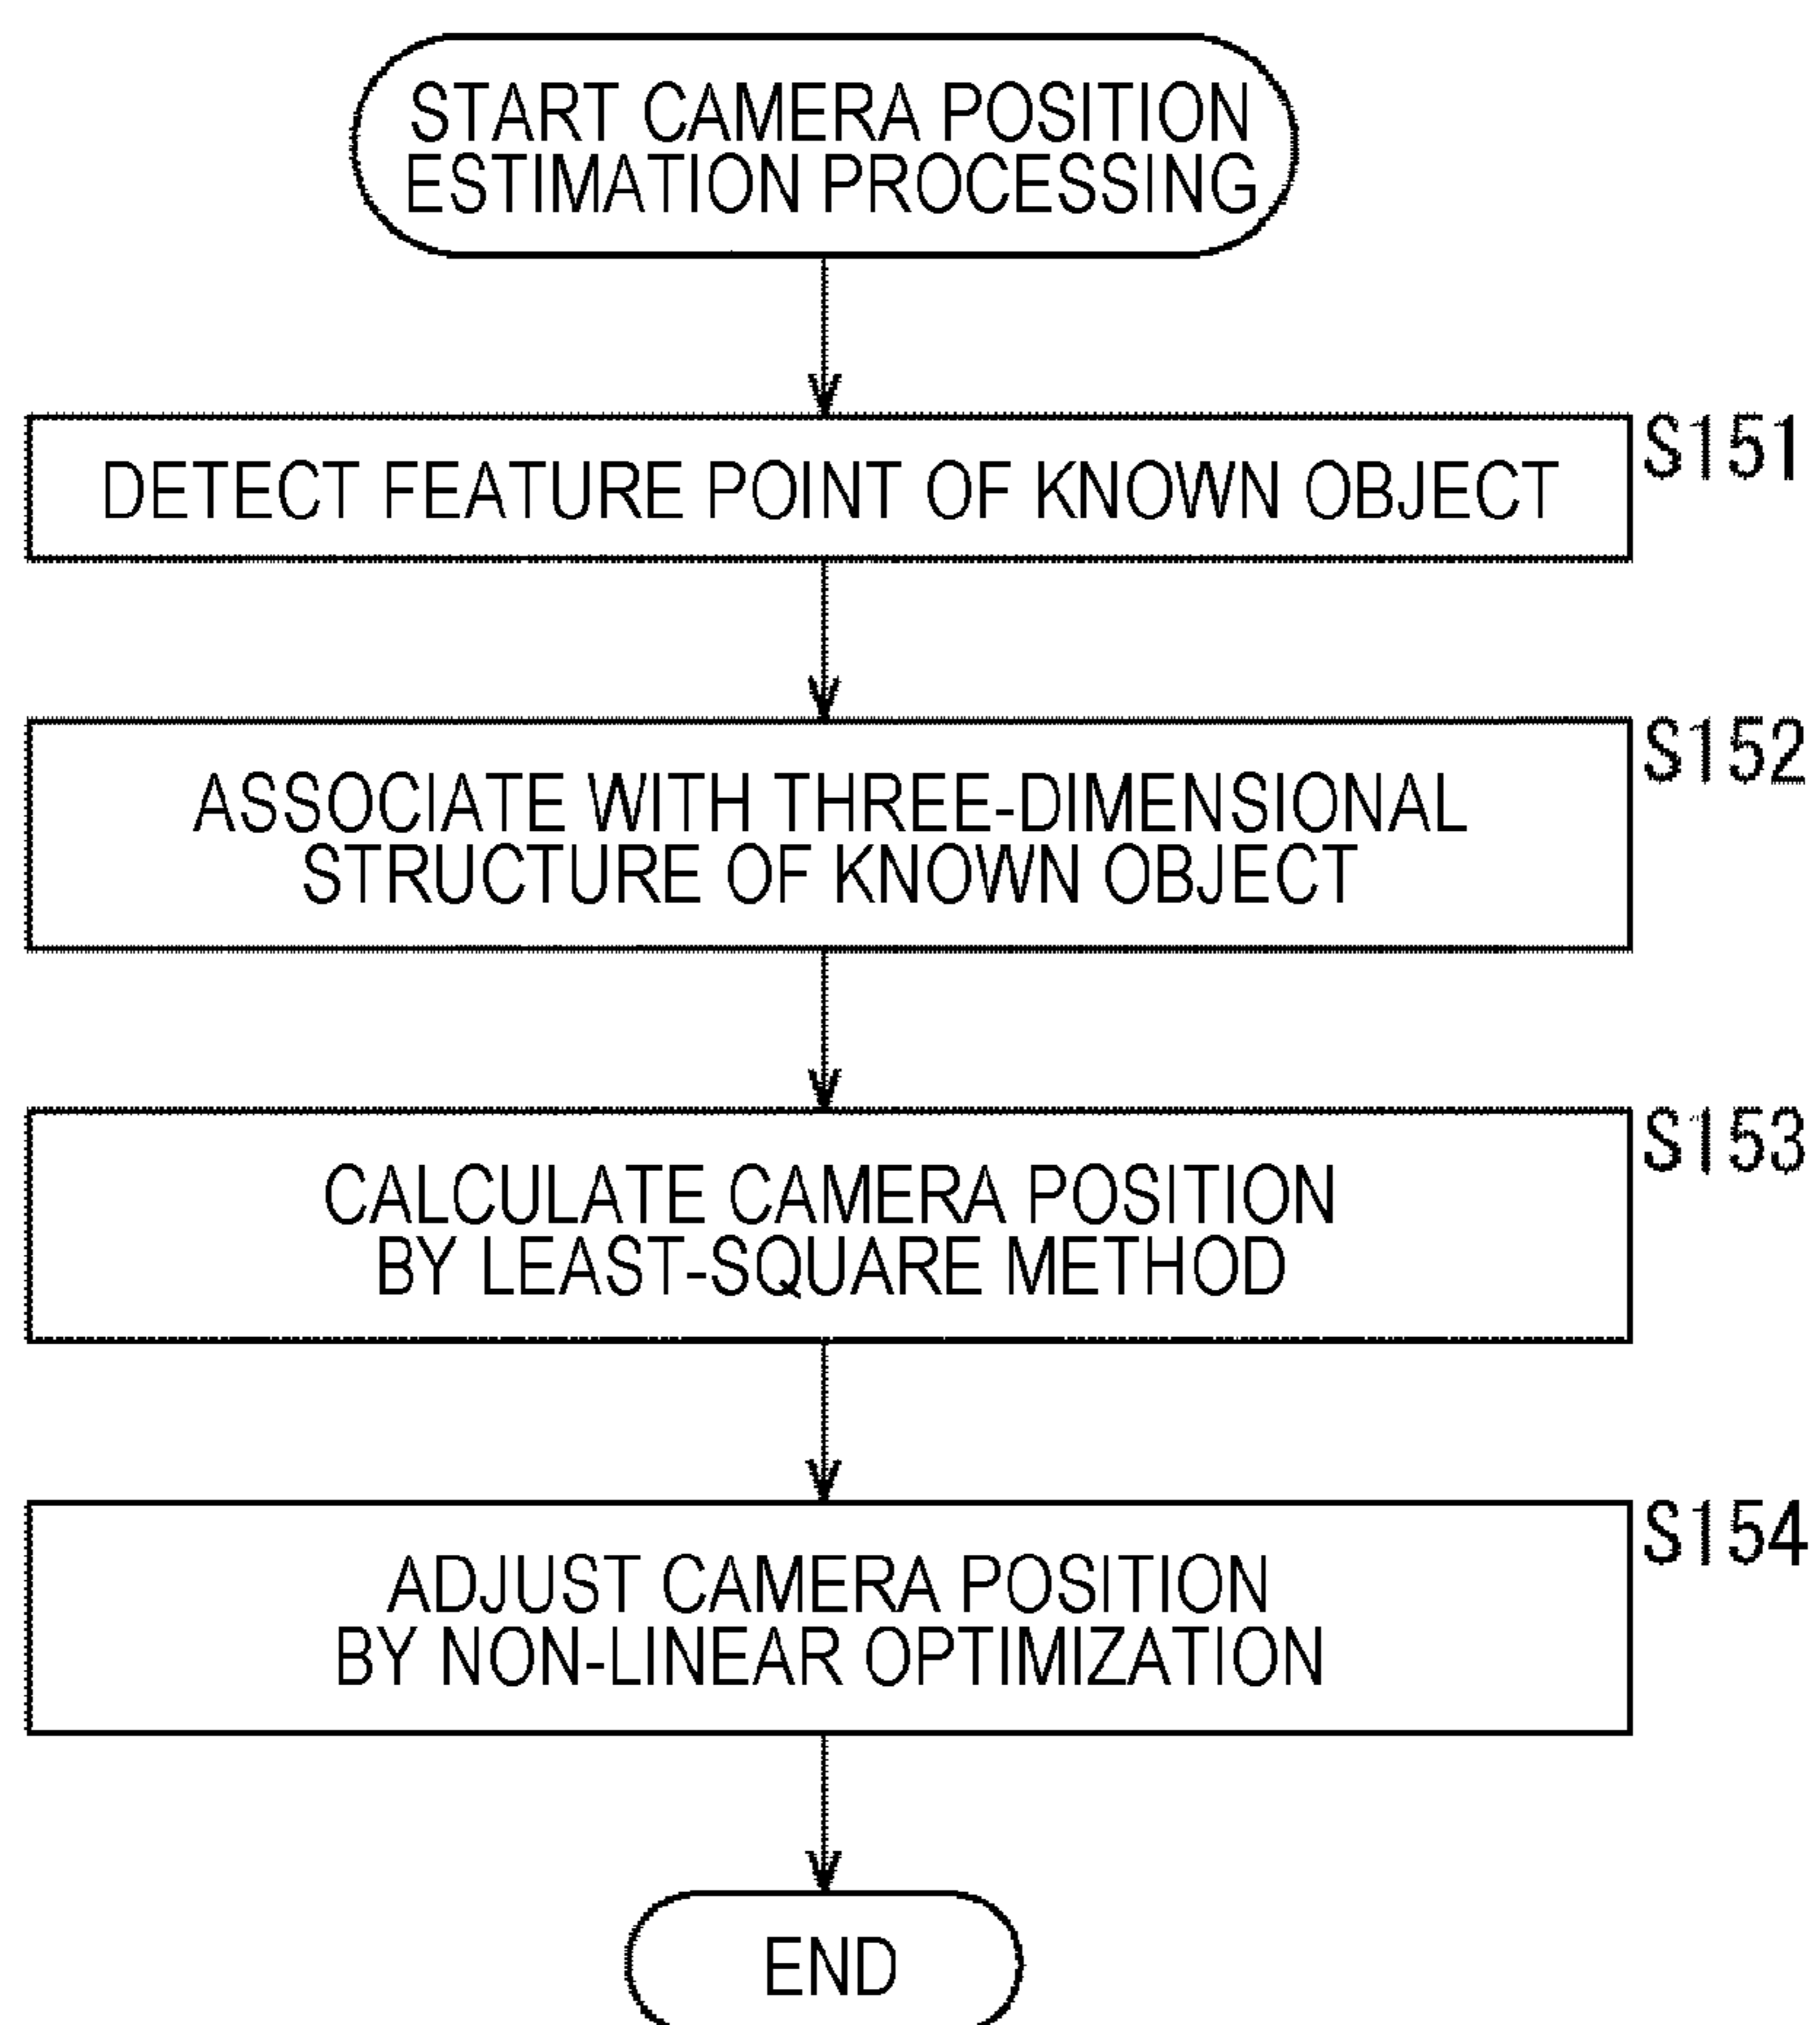 START CAMERA POSITION
ESTIMATION PROCESSING
S151
DETECT FEATURE POINT OF KNOWN OBJECT
S152
ASSOCIATE WITH THREE-DIMENSIONAL
STRUCTURE OF KNOWN OBJECT
S153
CALCULATE CAMERA POSITION
BY LEAST-SQUARE METHOD
S154
ADJUST CAMERA POSITION
BY NON-LINEAR OPTIMIZATION
END